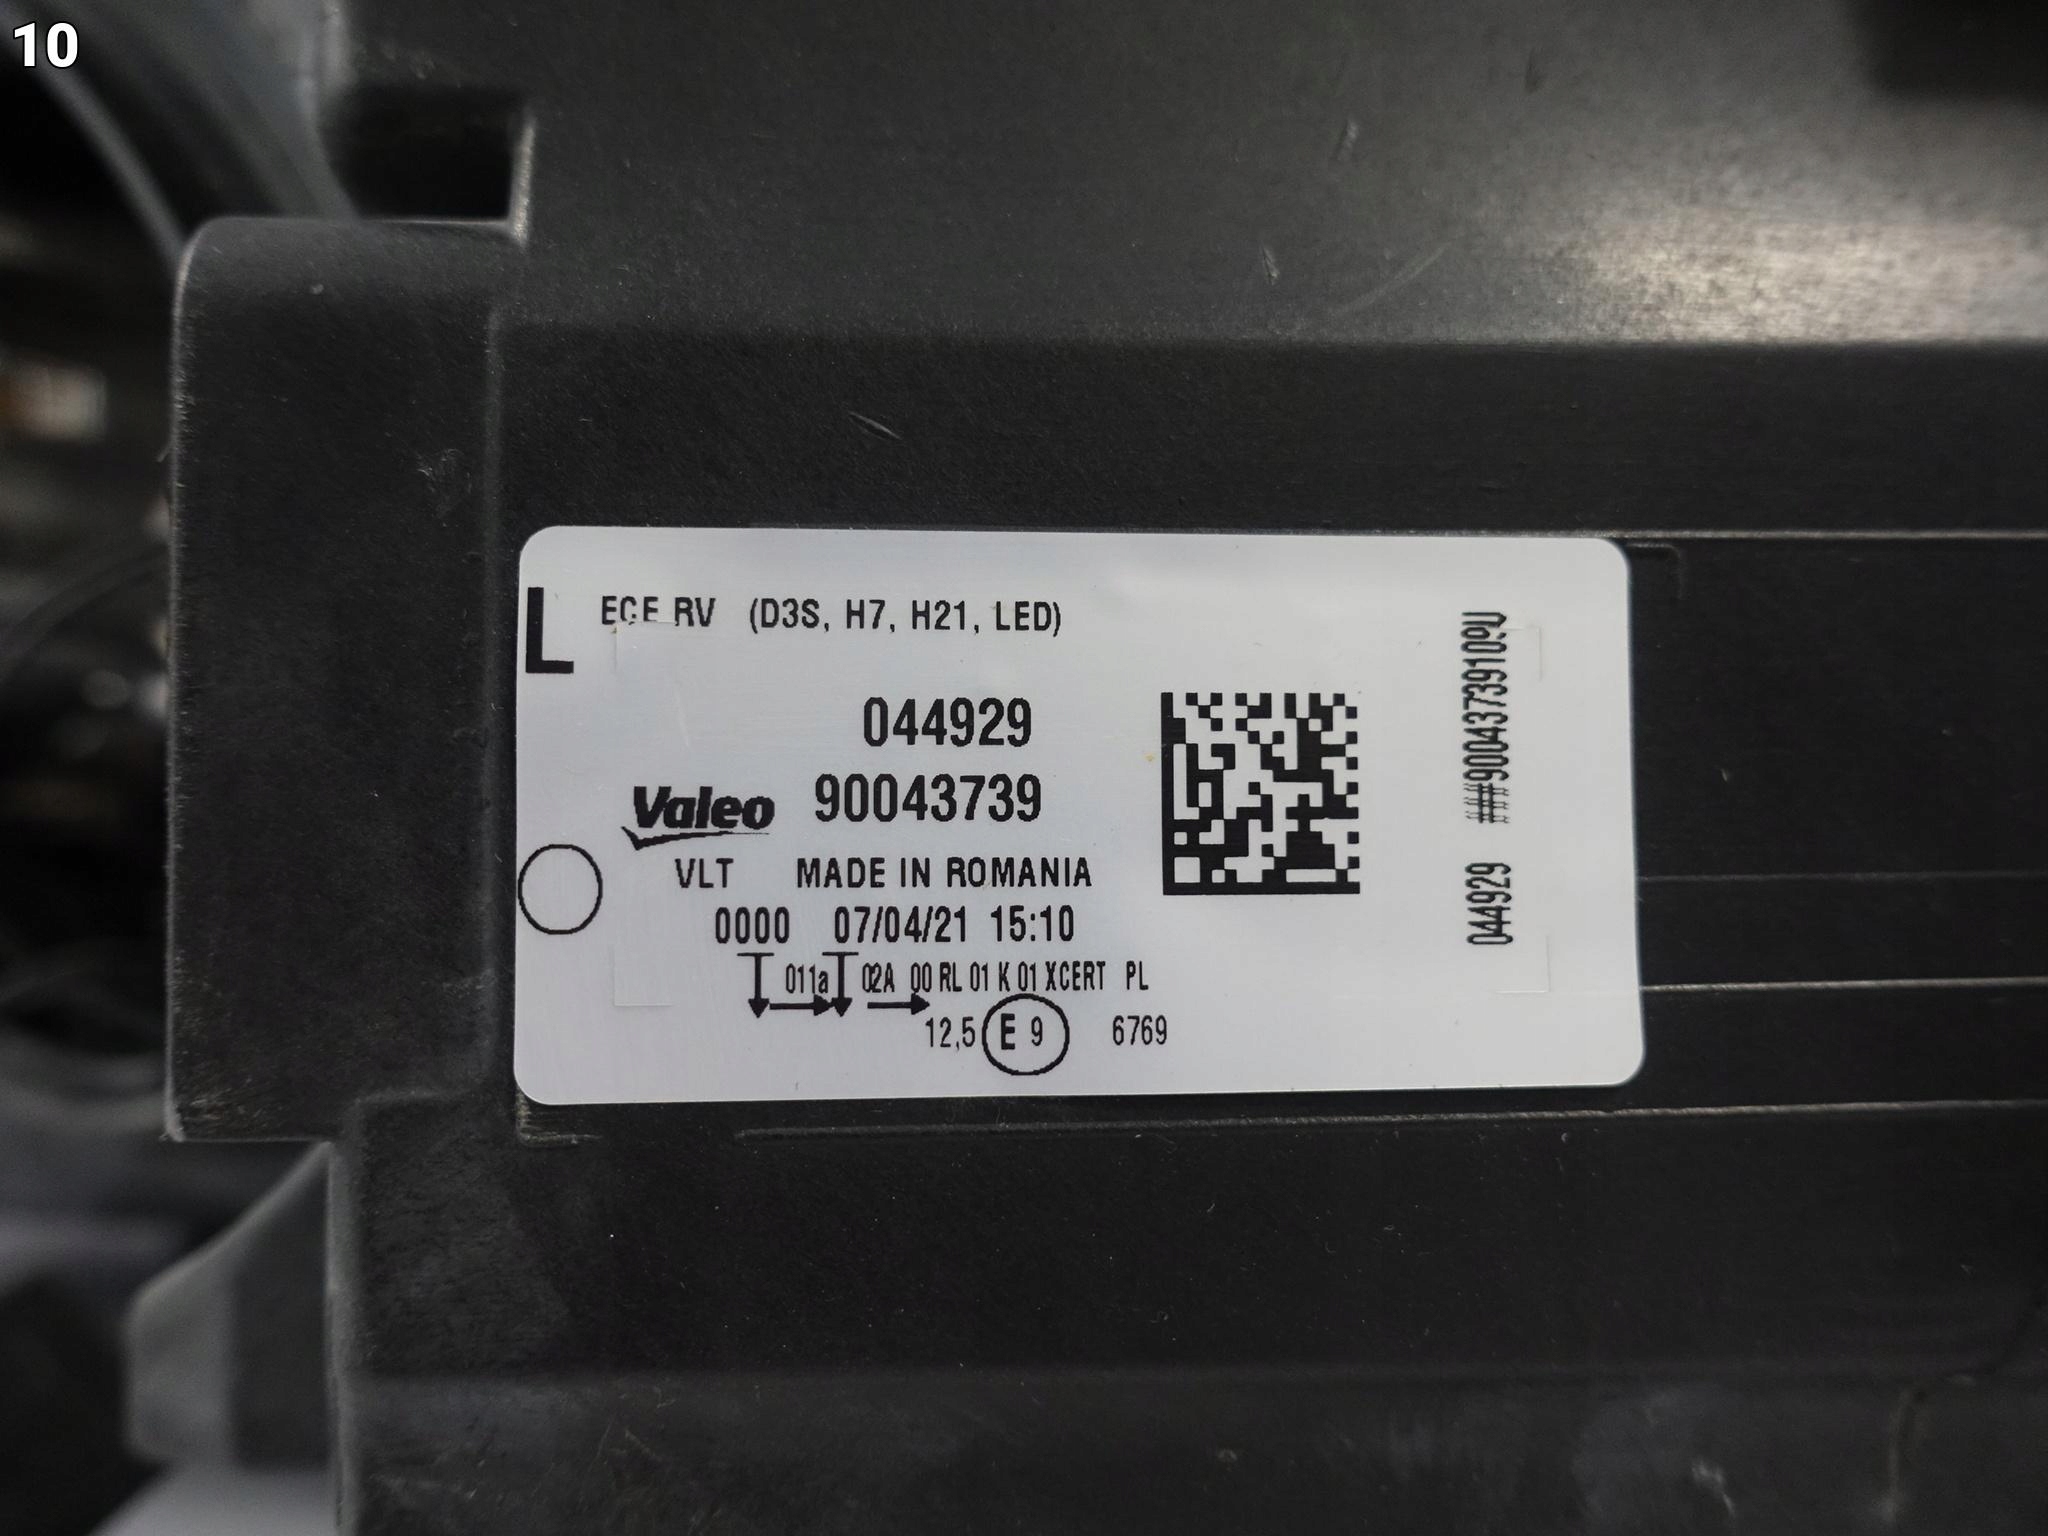 10
L
ECE RV (D3S, H7, H21, LED)
044929
Valeo 90043739
VLT MADE IN ROMANIA
0000 07/04/21 15:10
011a 02A 00 RL 01 K 01 XCERT PL
12,5 E 9 6769
044929 ###90043739109U